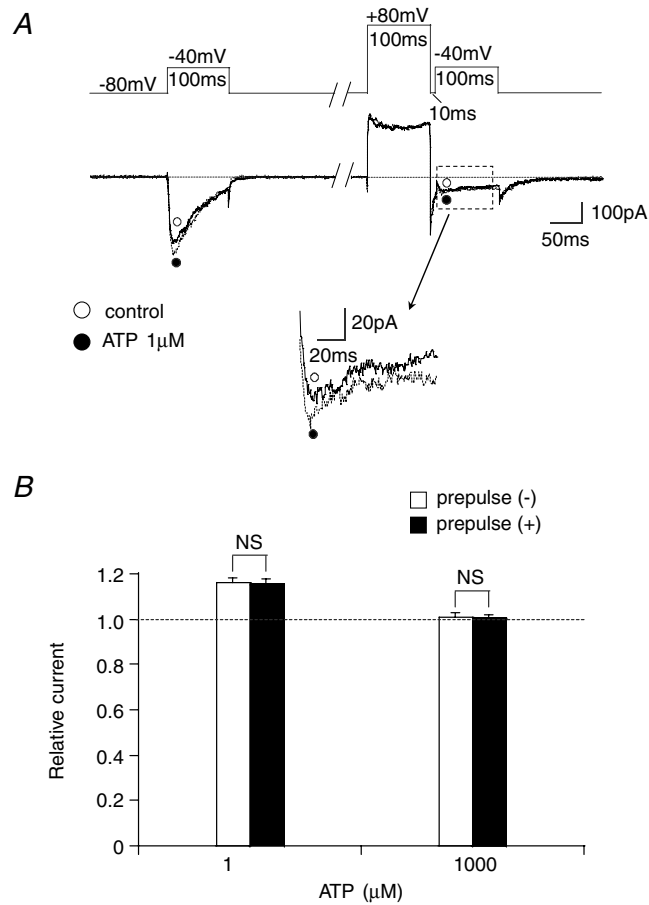 A
+80mV
100ms
-40mV
100ms
-40mV
100ms
-80mV
10ms
100pA
50ms
control
ATP 1μM
20pA
20ms
B
prepulse (-)
prepulse (+)
NS
NS
1.2
1.0
0.8
0.6
0.4
0.2
0
Relative current
1
1000
ATP (μM)